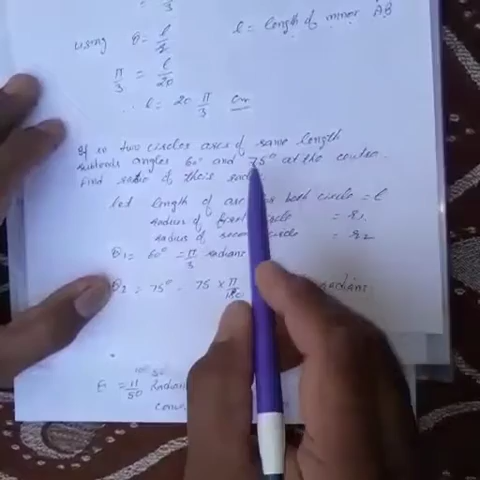 3
using θ = l/r
l = length of minor AB
π/3 = l/20
∴ l = 20 π/3 cm
If in two circles arcs of same length
subtends angles 60° and 75° at the centre.
Find ratio of their
Let length of arc both circle = l
radius of first circle = r₁
radius of second circle = r₂
θ₁ = 60° = π/3 radians
θ₂ = 75° = 75 × π/180 radians
= π/50 Radian